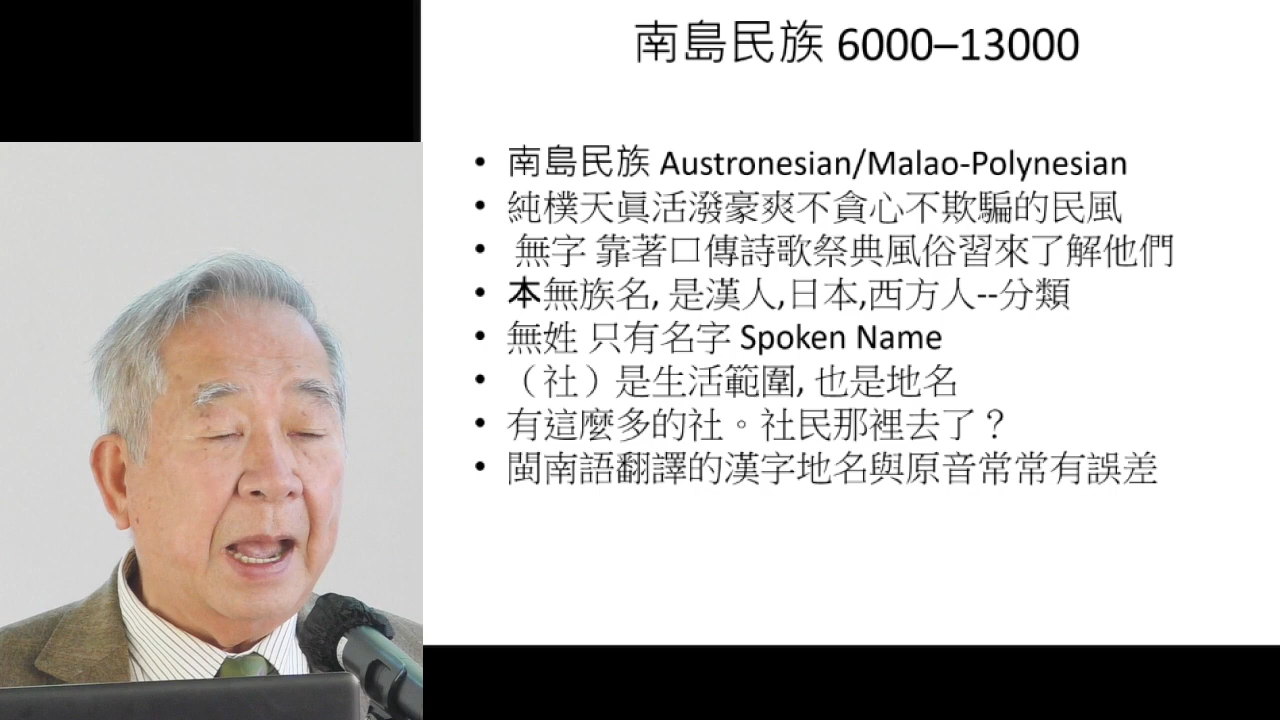 南島民族 6000–13000
• 南島民族 Austronesian/Malao-Polynesian
• 純樸天眞活潑豪爽不貪心不欺騙的民風
• 無字 靠著口傳詩歌祭典風俗習來了解他們
• 本無族名, 是漢人,日本,西方人--分類
• 無姓 只有名字 Spoken Name
• （社）是生活範圍, 也是地名
• 有這麼多的社。社民那裡去了？
• 閩南語翻譯的漢字地名與原音常常有誤差